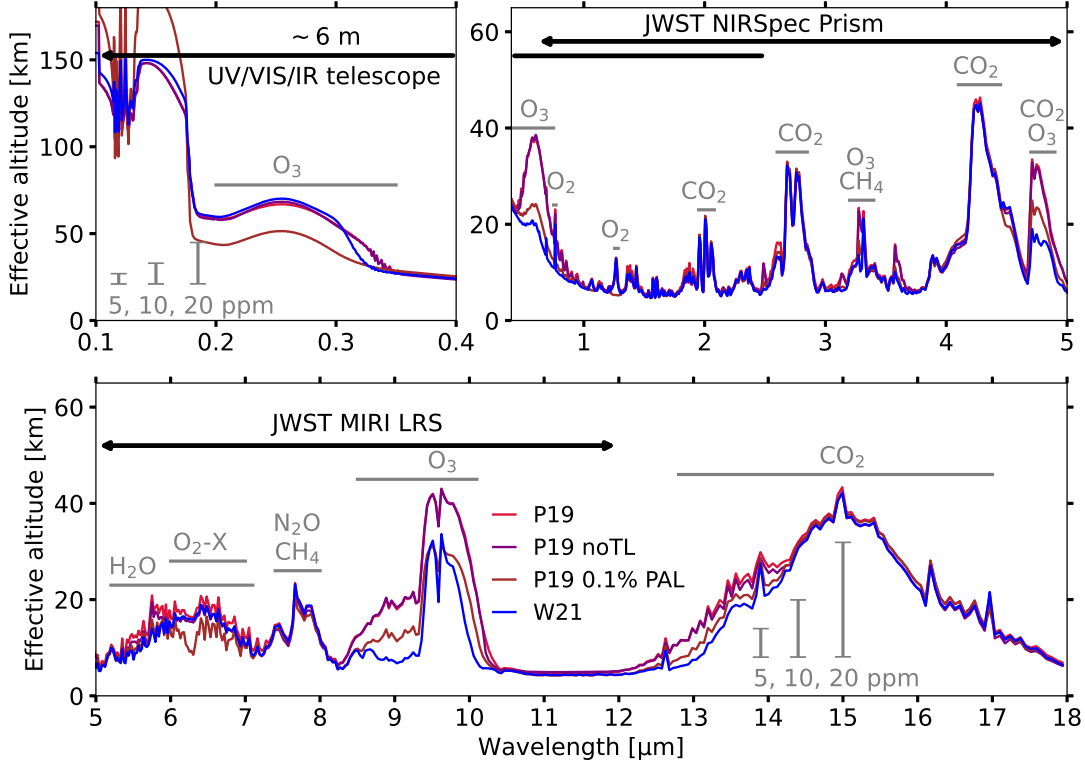 ~ 6 m
UV/VIS/IR telescope
O₃
5, 10, 20 ppm
Effective altitude [km]
0
50
100
150
0.1
0.2
0.3
0.4
JWST NIRSpec Prism
O₃
O₂
O₂
CO₂
CO₂
O₃
CH₄
CO₂
CO₂
O₃
0
20
40
60
1
2
3
4
5
JWST MIRI LRS
O₃
CO₂
H₂O
O₂-X
N₂O
CH₄
P19
P19 noTL
P19 0.1% PAL
W21
5, 10, 20 ppm
Effective altitude [km]
0
20
40
60
5
6
7
8
9
10
11
12
13
14
15
16
17
18
Wavelength [μm]